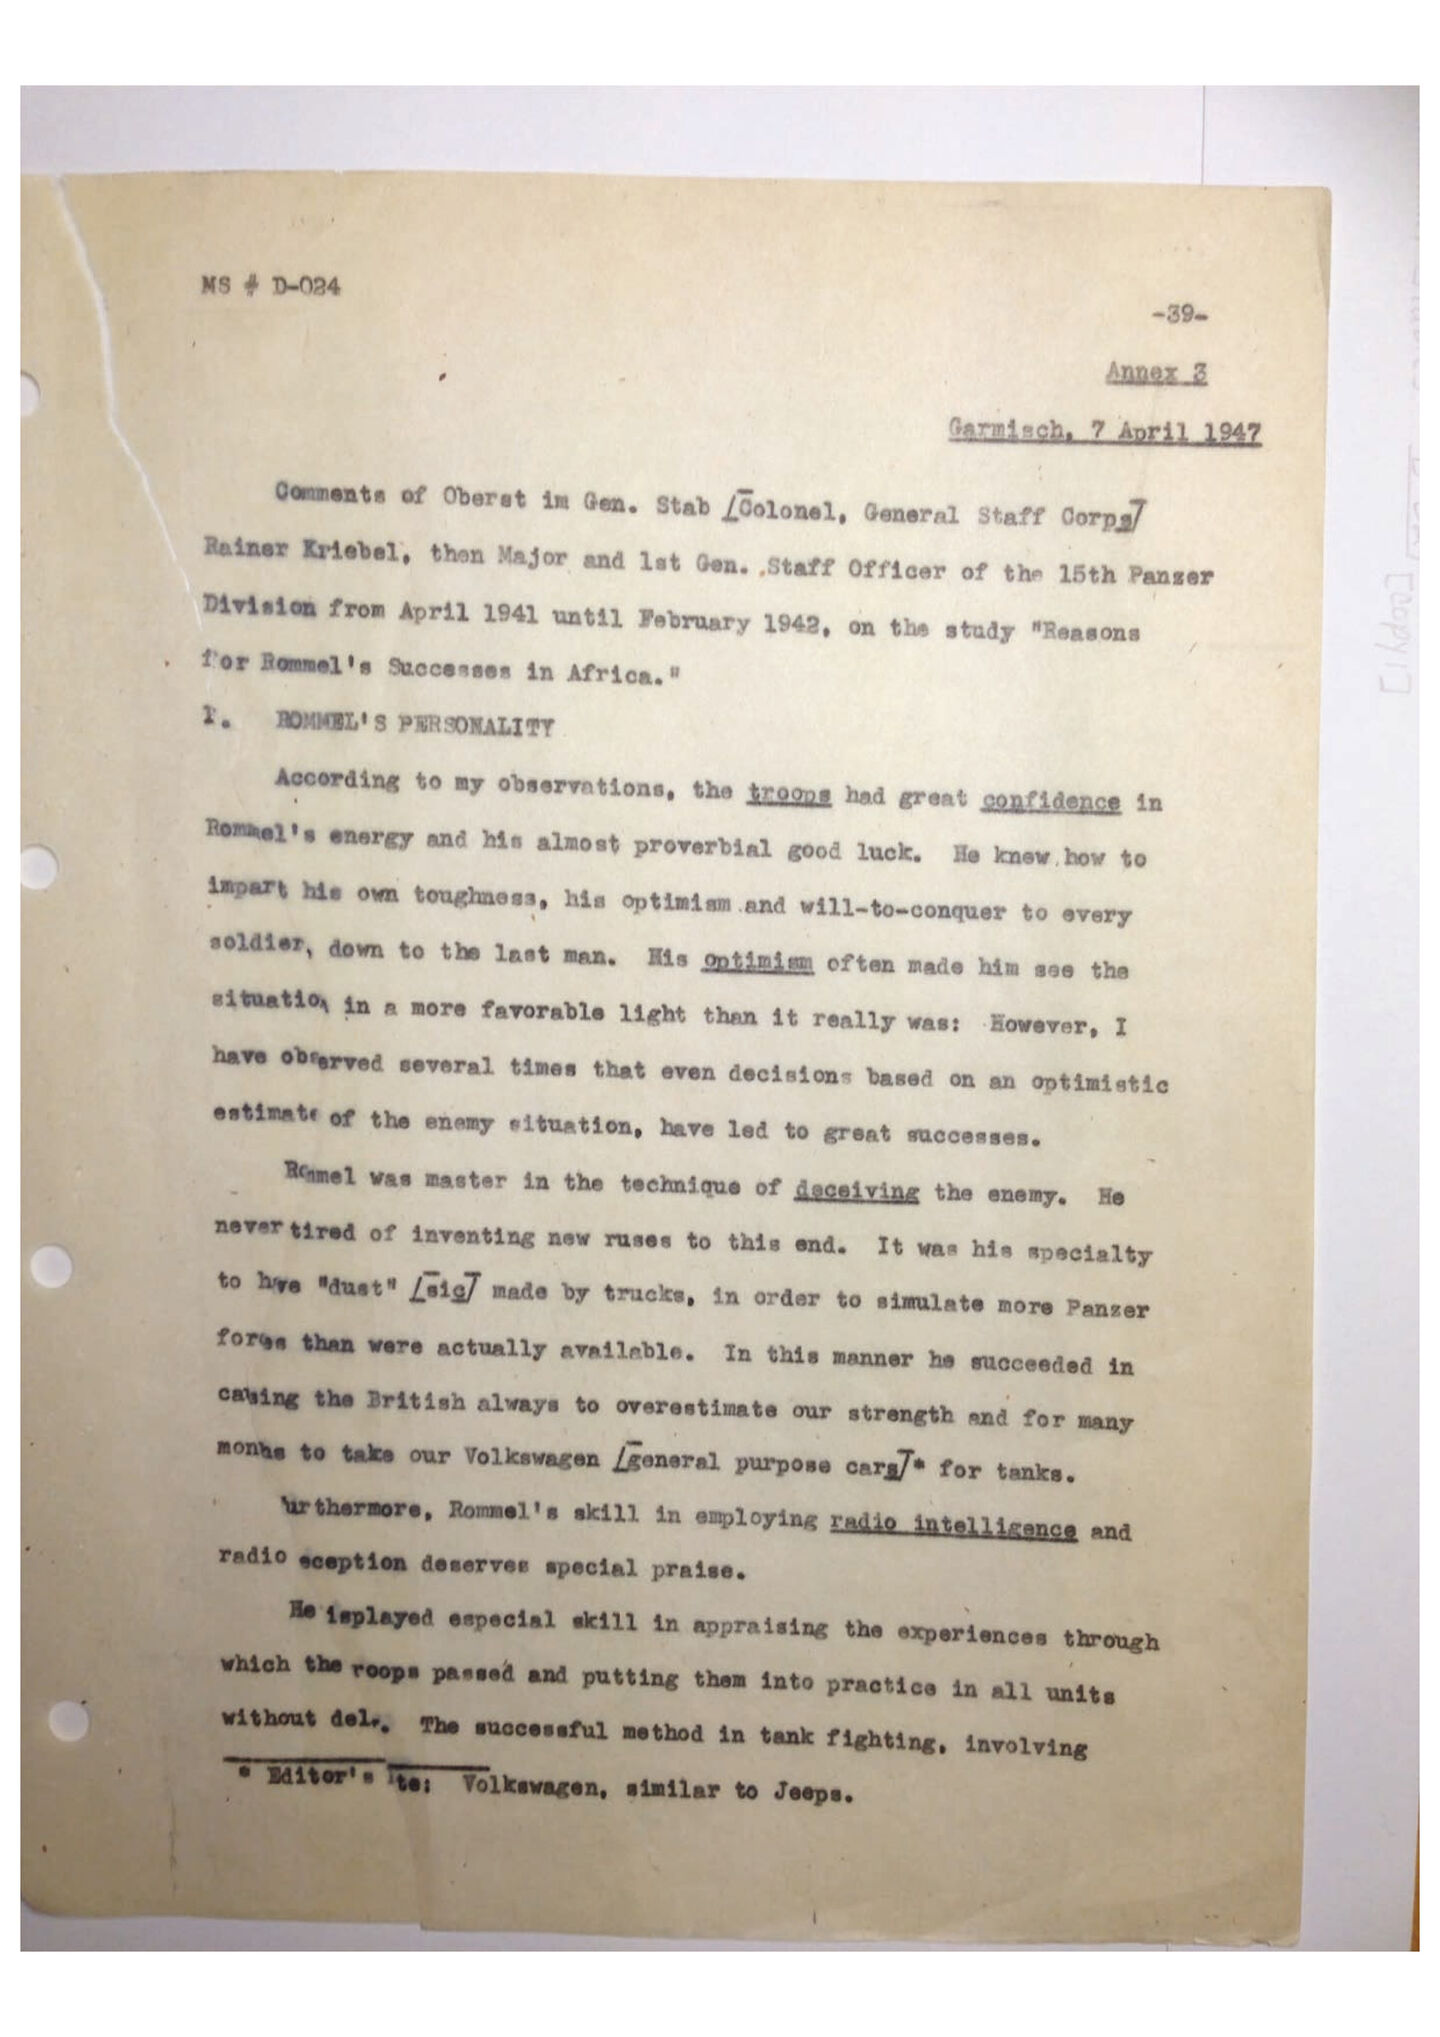 MS # D-024
-39-
Annex 3
Garmisch, 7 April 1947
Comments of Oberst im Gen. Stab [Colonel, General Staff Corps]
Rainer Kriebel, then Major and 1st Gen. Staff Officer of the 15th Panzer
Division from April 1941 until February 1942, on the study "Reasons
for Rommel's Successes in Africa."
I. ROMMEL'S PERSONALITY
According to my observations, the troops had great confidence in
Rommel's energy and his almost proverbial good luck. He knew how to
impart his own toughness, his optimism and will-to-conquer to every
soldier, down to the last man. His optimism often made him see the
situation in a more favorable light than it really was: However, I
have observed several times that even decisions based on an optimistic
estimate of the enemy situation, have led to great successes.
Rommel was master in the technique of deceiving the enemy. He
never tired of inventing new ruses to this end. It was his specialty
to have "dust" [sic] made by trucks, in order to simulate more Panzer
forces than were actually available. In this manner he succeeded in
causing the British always to overestimate our strength and for many
months to take our Volkswagen [general purpose cars]* for tanks.
urthermore, Rommel's skill in employing radio intelligence and
radio eception deserves special praise.
He isplayed especial skill in appraising the experiences through
which the roops passed and putting them into practice in all units
without del. The successful method in tank fighting, involving
* Editor's te: Volkswagen, similar to Jeeps.